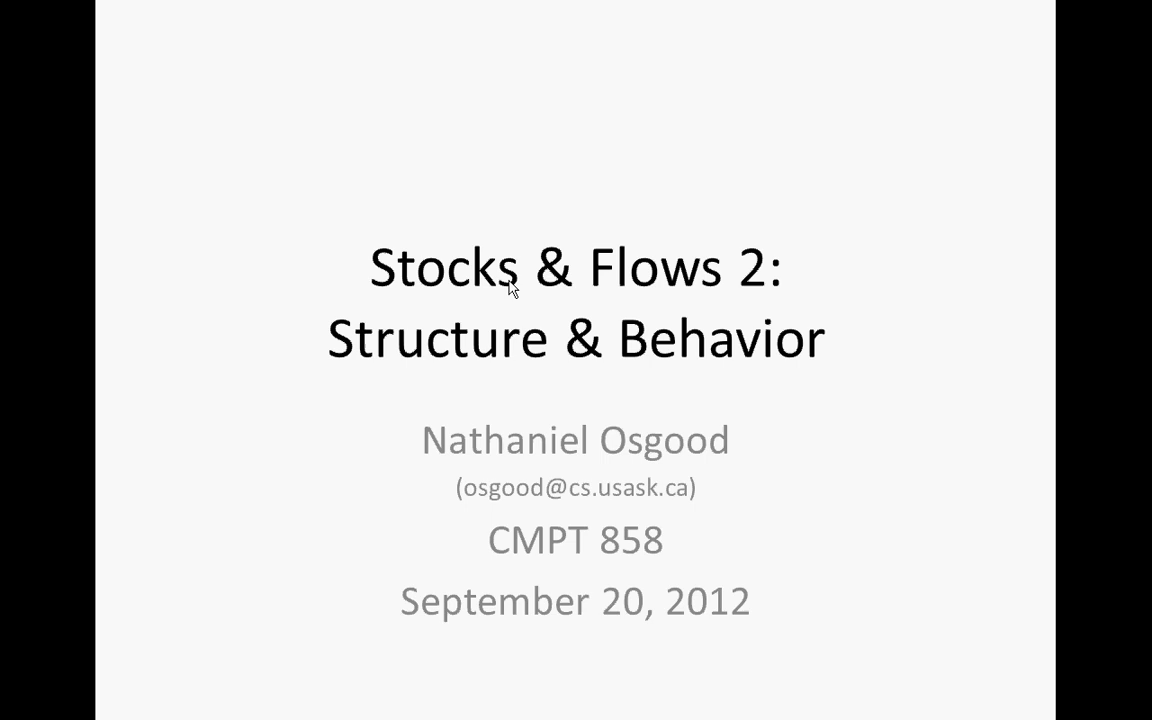 Stocks & Flows 2:
Structure & Behavior
Nathaniel Osgood
(osgood@cs.usask.ca)
CMPT 858
September 20, 2012